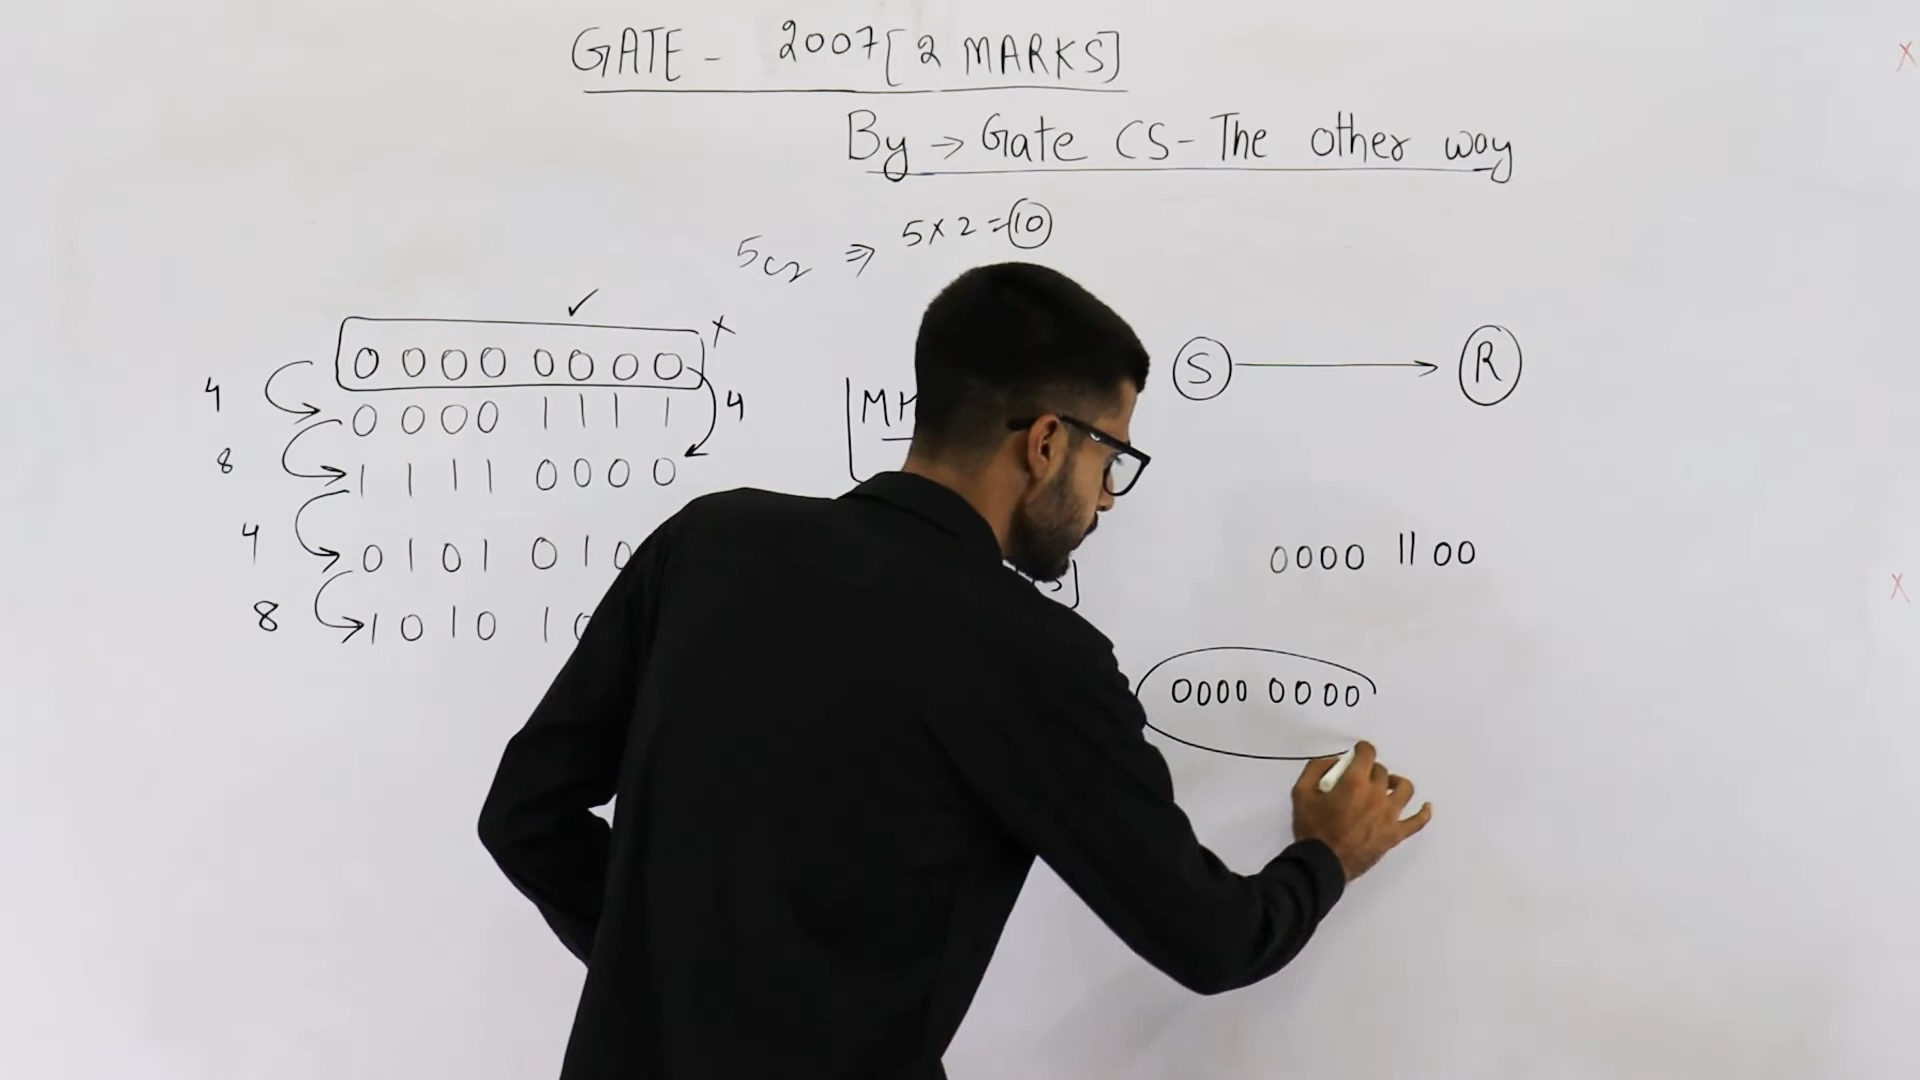 GATE - 2007 [2 MARKS]
By → Gate CS - The other way
5c2 ⇒ 5×2 = 10
✓
0 0 0 0 0 0 0 0 ×
4 0 0 0 0 1 1 1 1 4
8 1 1 1 1 0 0 0 0
4 0 1 0 1 0 1 0
8 1 0 1 0 1 0
S → R
0000 1100
0000 0000
×
×